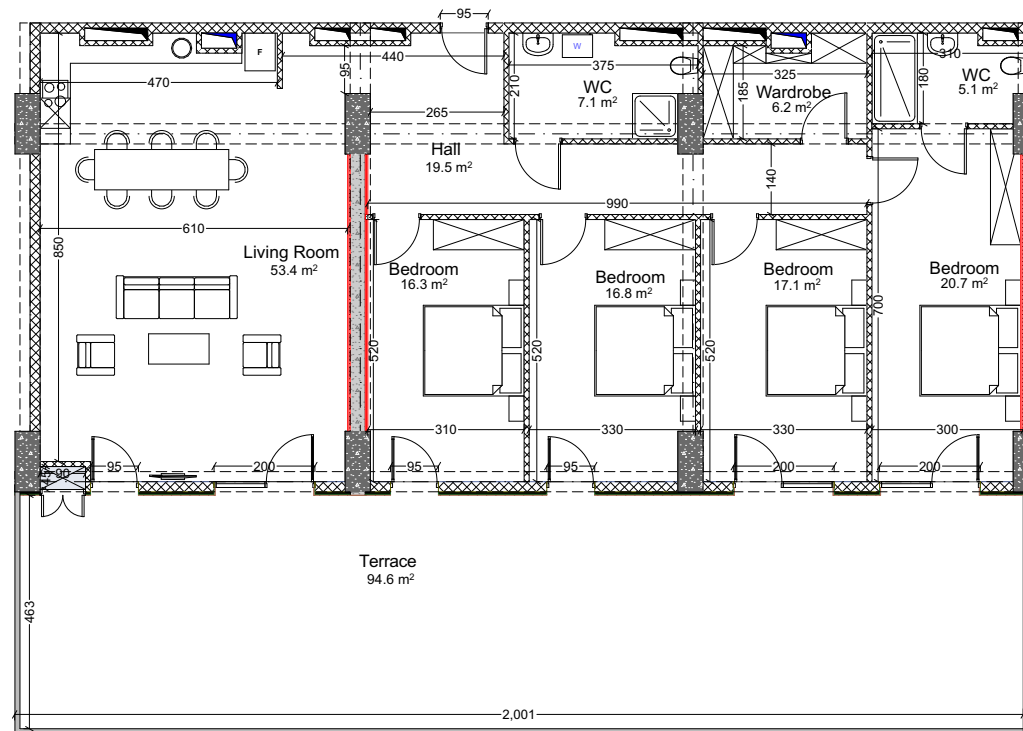 95
F
440
W
310
470
95
210
375
WC
7.1 m²
325
185
Wardrobe
6.2 m²
180
WC
5.1 m²
265
Hall
19.5 m²
140
990
610
850
Living Room
53.4 m²
Bedroom
16.3 m²
Bedroom
16.8 m²
Bedroom
17.1 m²
Bedroom
20.7 m²
700
520
520
520
310
330
330
300
90
95
200
95
95
200
200
Terrace
94.6 m²
463
2,001